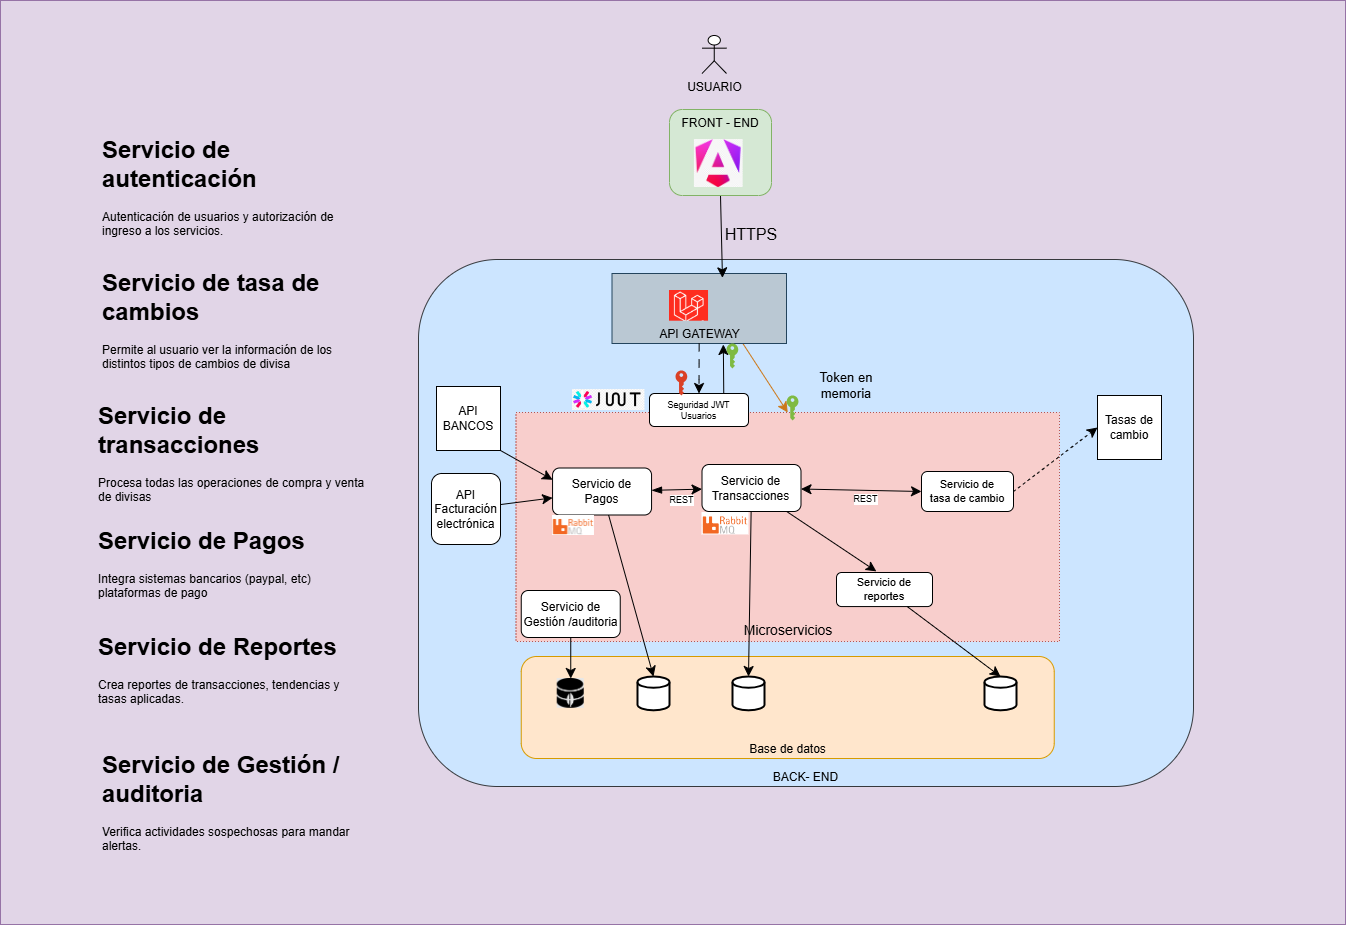 Servicio de
autenticación
Autenticación de usuarios y autorización de
ingreso a los servicios.
Servicio de tasa de
cambios
Permite al usuario ver la información de los
distintos tipos de cambios de divisa
Servicio de
transacciones
Procesa todas las operaciones de compra y venta
de divisas
Servicio de Pagos
Integra sistemas bancarios (paypal, etc)
plataformas de pago
Servicio de Reportes
Crea reportes de transacciones, tendencias y
tasas aplicadas.
Servicio de Gestión /
auditoria
Verifica actividades sospechosas para mandar
alertas.
USUARIO
FRONT - END
HTTPS
API GATEWAY
Token en
memoria
JWT
Seguridad JWT
Usuarios
API
BANCOS
Tasas de
cambio
API
Facturación
electrónica
Servicio de
Pagos
REST
Servicio de
Transacciones
REST
Servicio de
tasa de cambio
Rabbit
MQ
Rabbit
MQ
Servicio de
reportes
Servicio de
Gestión /auditoria
Microservicios
Base de datos
BACK- END